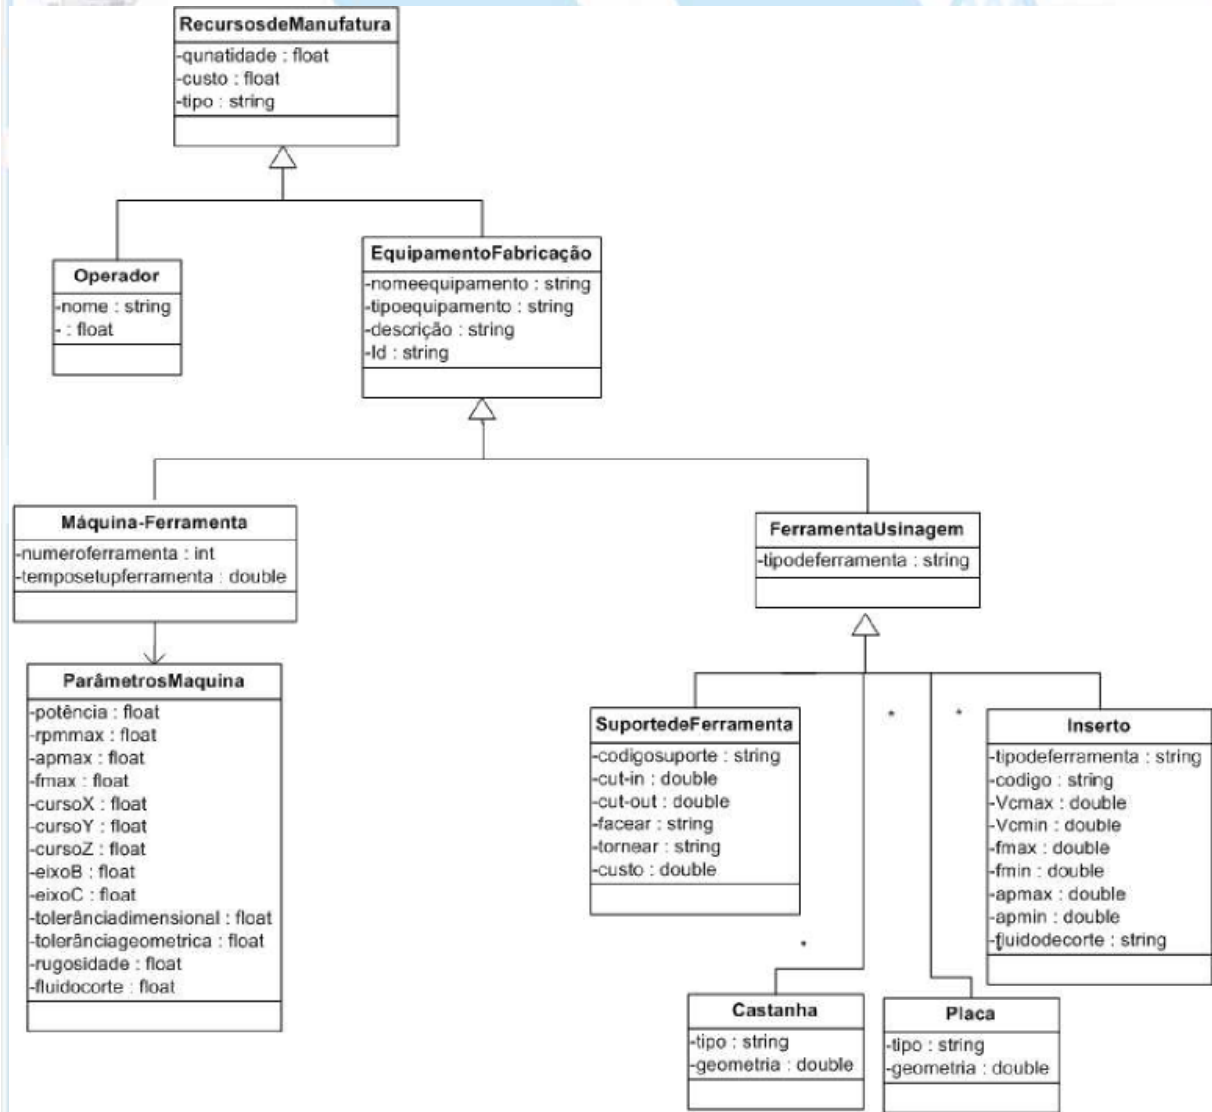 RecursosdeManufatura
-qunatidade : float
-custo : float
-tipo : string
Operador
-nome : string
- : float
EquipamentoFabricação
-nomeequipamento : string
-tipoequipamento : string
-descrição : string
-Id : string
Máquina-Ferramenta
-numeroferramenta : int
-temposetupferramenta : double
FerramentaUsinagem
-tipodeferramenta : string
ParâmetrosMaquina
-potência : float
-rpmmax : float
-apmax : float
-fmax : float
-cursoX : float
-cursoY : float
-cursoZ : float
-eixoB : float
-eixoC : float
-tolerânciadimensional : float
-tolerânciageometrica : float
-rugosidade : float
-fluidocorte : float
SuportedeFerramenta
-codigosuporte : string
-cut-in : double
-cut-out : double
-facear : string
-tornear : string
-custo : double
*
*
*
Inserto
-tipodeferramenta : string
-codigo : string
-Vcmax : double
-Vcmin : double
-fmax : double
-fmin : double
-apmax : double
-apmin : double
-fluidodecorte : string
Castanha
-tipo : string
-geometria : double
Placa
-tipo : string
-geometria : double